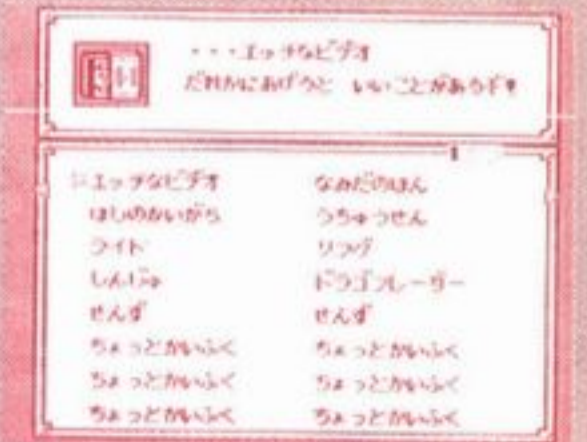 ・・・エッチなビデオ
だれかにあげると いいことがあるぞ♥
エッチなビデオ なみだのほん
ほしのかいがら うちゅうせん
ライト リング
しんじゅ ドラゴンレーザー
せんず せんず
ちょっとかいふく ちょっとかいふく
ちょっとかいふく ちょっとかいふく
ちょっとかいふく ちょっとかいふく